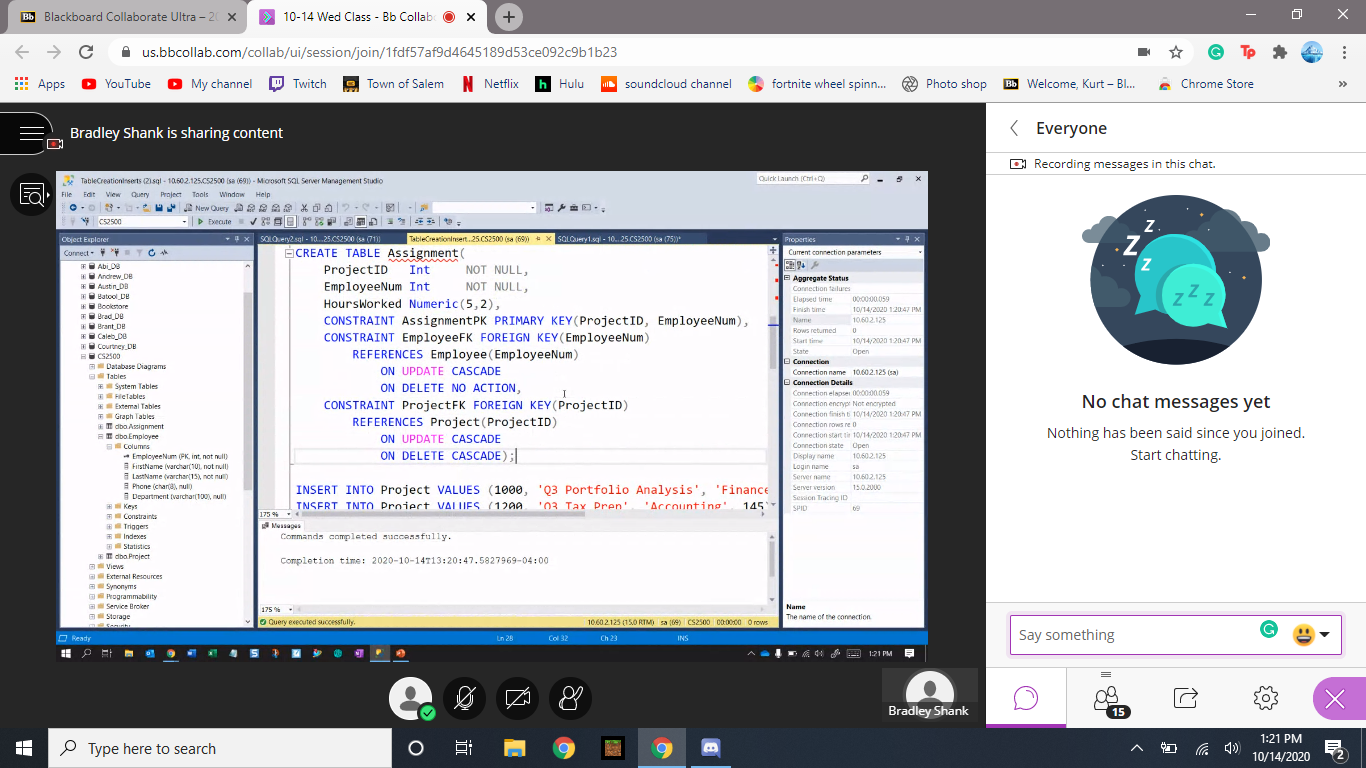 Blackboard Collaborate Ultra – 20
10-14 Wed Class - Bb Collab
us.bbcollab.com/collab/ui/session/join/1fdf57af9d4645189d53ce092c9b1b23
Apps YouTube My channel Twitch Town of Salem Netflix Hulu soundcloud channel fortnite wheel spinn... Photo shop Welcome, Kurt – Bl... Chrome Store
Bradley Shank is sharing content
TableCreationInserts (2).sql - 10.60.2.125.CS2500 (sa (69)) - Microsoft SQL Server Management Studio
Quick Launch (Ctrl+Q)
File Edit View Query Project Tools Window Help
New Query
CS2500 Execute
Object Explorer
Connect
Abi_DB
Andrew_DB
Austin_DB
Batool_DB
Bookstore
Brad_DB
Brant_DB
Caleb_DB
Courtney_DB
CS2500
Database Diagrams
Tables
System Tables
FileTables
External Tables
Graph Tables
dbo.Assignment
dbo.Employee
Columns
EmployeeNum (PK, int, not null)
FirstName (varchar(10), not null)
LastName (varchar(15), not null)
Phone (char(8), null)
Department (varchar(100), null)
Keys
Constraints
Triggers
Indexes
Statistics
dbo.Project
Views
External Resources
Synonyms
Programmability
Service Broker
Storage
Security
SQLQuery2.sql - 10....25.CS2500 (sa (71))
TableCreationInsert...25.CS2500 (sa (69))
SQLQuery1.sql - 10....25.CS2500 (sa (75))*
CREATE TABLE Assignment(
ProjectID Int NOT NULL,
EmployeeNum Int NOT NULL,
HoursWorked Numeric(5,2),
CONSTRAINT AssignmentPK PRIMARY KEY(ProjectID, EmployeeNum),
CONSTRAINT EmployeeFK FOREIGN KEY(EmployeeNum)
REFERENCES Employee(EmployeeNum)
ON UPDATE CASCADE
ON DELETE NO ACTION,
CONSTRAINT ProjectFK FOREIGN KEY(ProjectID)
REFERENCES Project(ProjectID)
ON UPDATE CASCADE
ON DELETE CASCADE);
INSERT INTO Project VALUES (1000, 'Q3 Portfolio Analysis', 'Finance
INSERT INTO Project VALUES (1200, 'Q3 Tax Prep', 'Accounting', 145
175 %
Messages
Commands completed successfully.
Completion time: 2020-10-14T13:20:47.5827969-04:00
175 %
Query executed successfully.
10.60.2.125 (15.0 RTM) sa (69) CS2500 00:00:00 0 rows
Properties
Current connection parameters
Aggregate Status
Connection failures
Elapsed time 00:00:00.059
Finish time 10/14/2020 1:20:47 PM
Name 10.60.2.125
Rows returned 0
Start time 10/14/2020 1:20:47 PM
State Open
Connection
Connection name 10.60.2.125 (sa)
Connection Details
Connection elapsed 00:00:00.059
Connection encryp Not encrypted
Connection finish ti 10/14/2020 1:20:47 PM
Connection rows re 0
Connection start tir 10/14/2020 1:20:47 PM
Connection state Open
Display name 10.60.2.125
Login name sa
Server name 10.60.2.125
Server version 15.0.2000
Session Tracing ID
SPID 69
Name
The name of the connection.
Ready Ln 28 Col 32 Ch 23 INS
1:21 PM
Bradley Shank
Everyone
Recording messages in this chat.
z z z
z z z
No chat messages yet
Nothing has been said since you joined.
Start chatting.
Say something
15
Type here to search
1:21 PM
10/14/2020
2